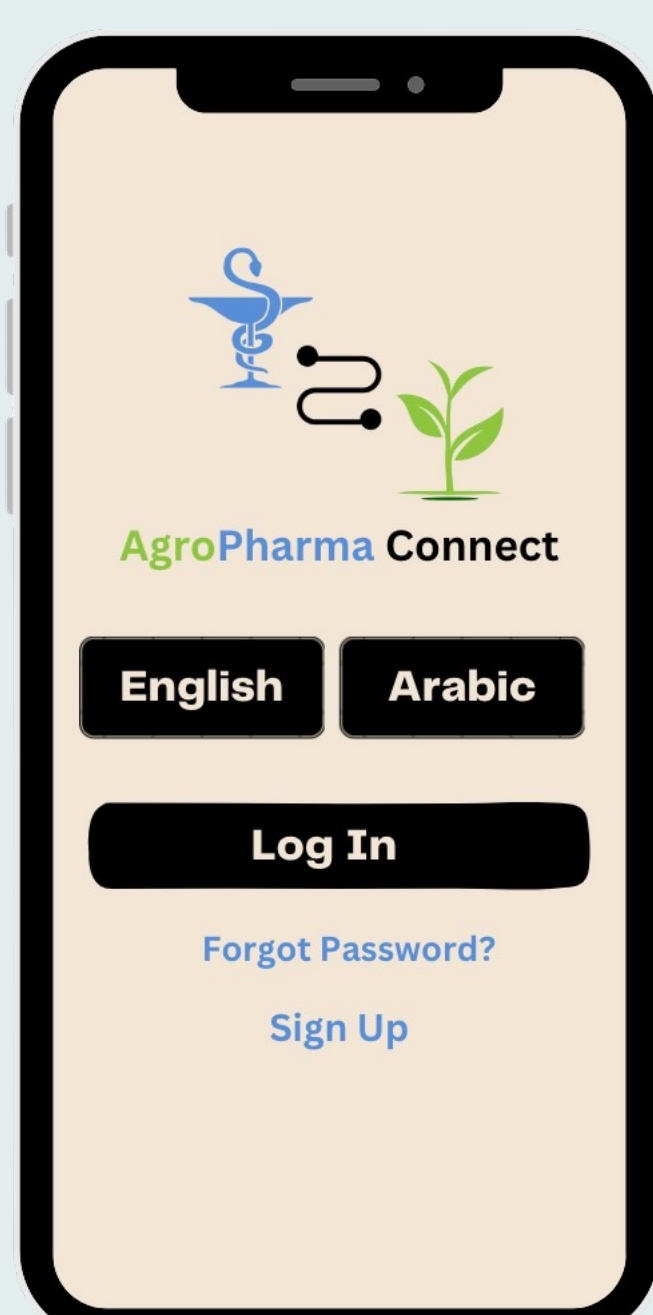 AgroPharma Connect
English Arabic
Log In
Forgot Password?
Sign Up